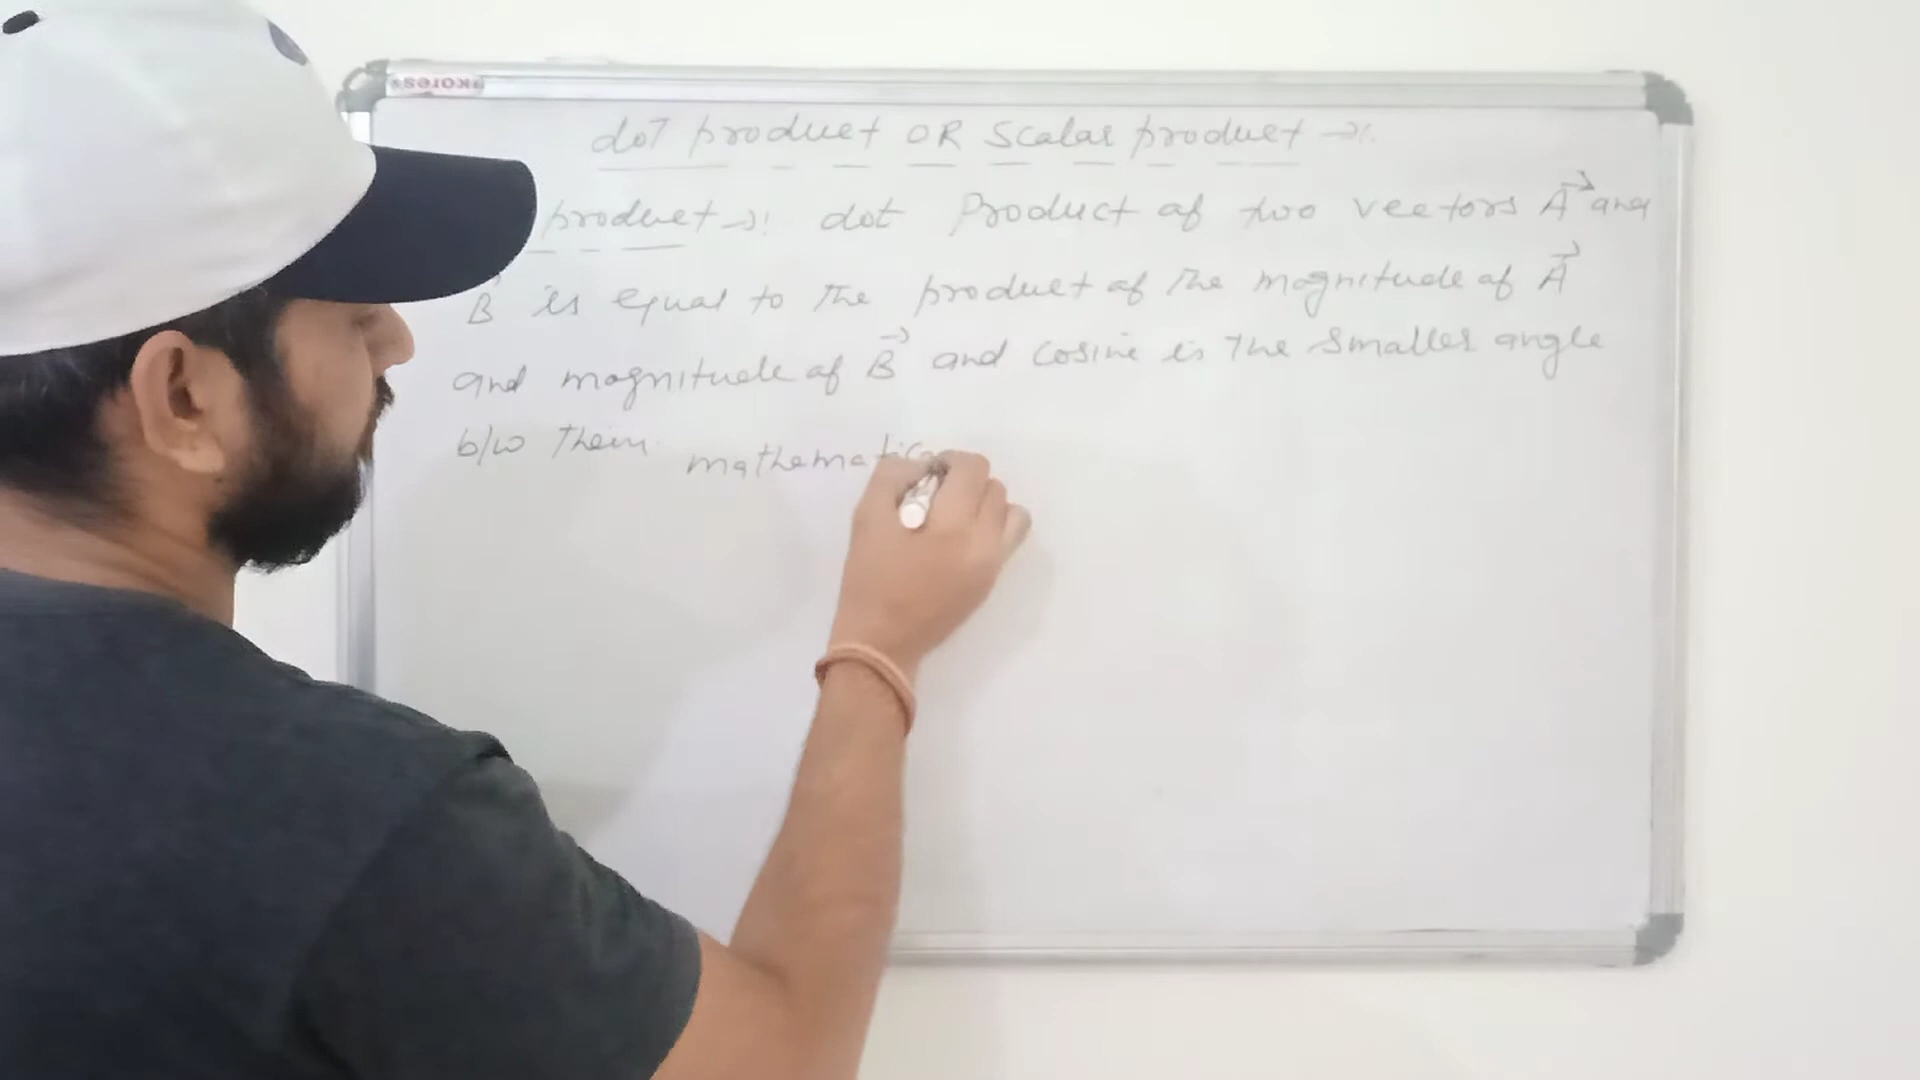 kores
doT product OR Scalar product →:
product →: dot Product of two vectors A→ and
B is equal to The product of The magnitude of A→
and magnitude of B→ and Cosine is The Smaller angle
b/w Them. mathematica